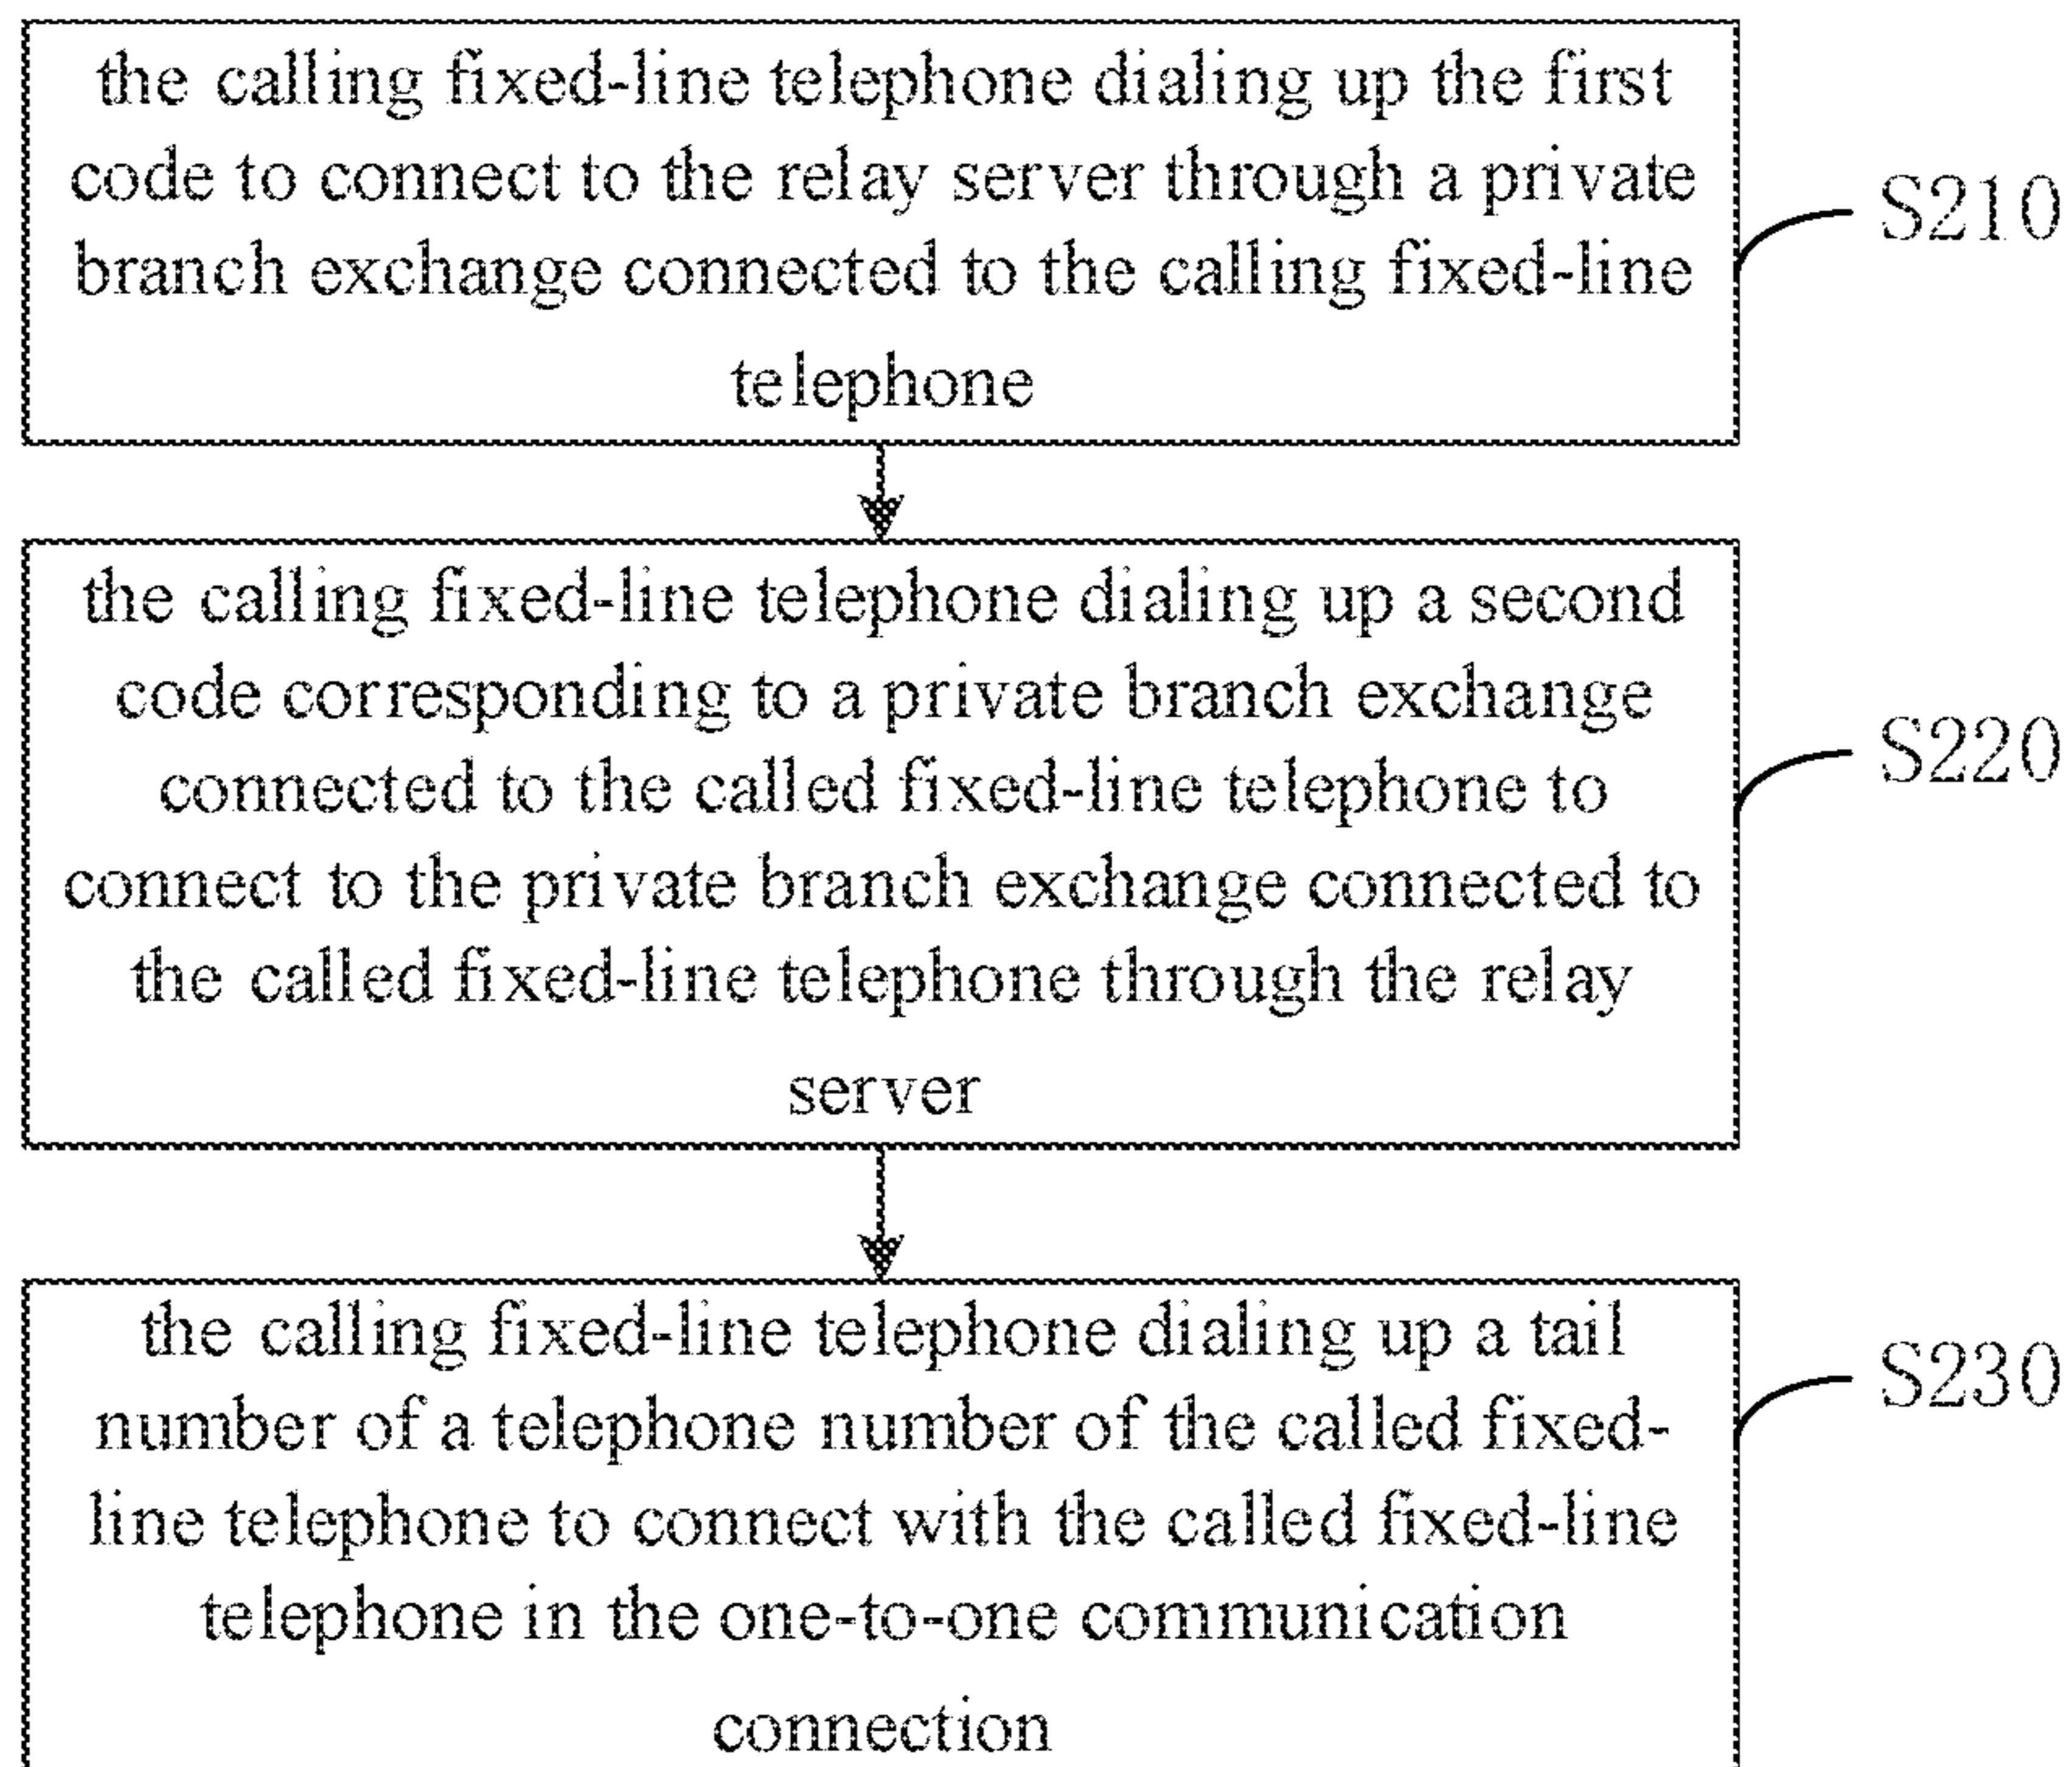 the calling fixed-line telephone dialing up the first
code to connect to the relay server through a private
branch exchange connected to the calling fixed-line
telephone
S210
the calling fixed-line telephone dialing up a second
code corresponding to a private branch exchange
connected to the called fixed-line telephone to
connect to the private branch exchange connected to
the called fixed-line telephone through the relay
server
S220
the calling fixed-line telephone dialing up a tail
number of a telephone number of the called fixed-
line telephone to connect with the called fixed-line
telephone in the one-to-one communication
connection
S230